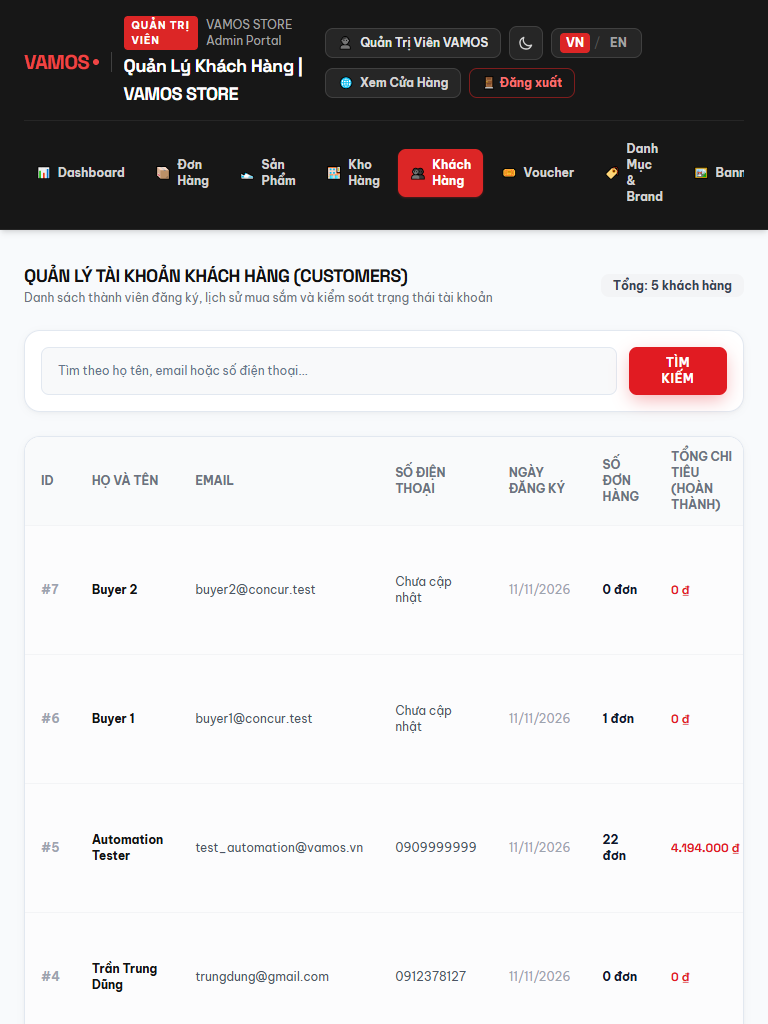 VAMOS
QUẢN TRỊ
VIÊN
VAMOS STORE
Admin Portal
Quản Lý Khách Hàng |
VAMOS STORE
Quản Trị Viên VAMOS
VN / EN
Xem Cửa Hàng
Đăng xuất
Dashboard
Đơn
Hàng
Sản
Phẩm
Kho
Hàng
Khách
Hàng
Voucher
Danh
Mục
&
Brand
QUẢN LÝ TÀI KHOẢN KHÁCH HÀNG (CUSTOMERS)
Danh sách thành viên đăng ký, lịch sử mua sắm và kiểm soát trạng thái tài khoản
Tổng: 5 khách hàng
Tìm theo họ tên, email hoặc số điện thoại...
TÌM
KIẾM
ID
HỌ VÀ TÊN
EMAIL
SỐ ĐIỆN
THOẠI
NGÀY
ĐĂNG KÝ
SỐ
ĐƠN
HÀNG
TỔNG CHI
TIÊU
(HOÀN
THÀNH)
#7
Buyer 2
buyer2@concur.test
Chưa cập
nhật
11/11/2026
0 đơn
0 ₫
#6
Buyer 1
buyer1@concur.test
Chưa cập
nhật
11/11/2026
1 đơn
0 ₫
#5
Automation
Tester
test_automation@vamos.vn
0909999999
11/11/2026
22
đơn
4.194.000 ₫
#4
Trần Trung
Dũng
trungdung@gmail.com
0912378127
11/11/2026
0 đơn
0 ₫